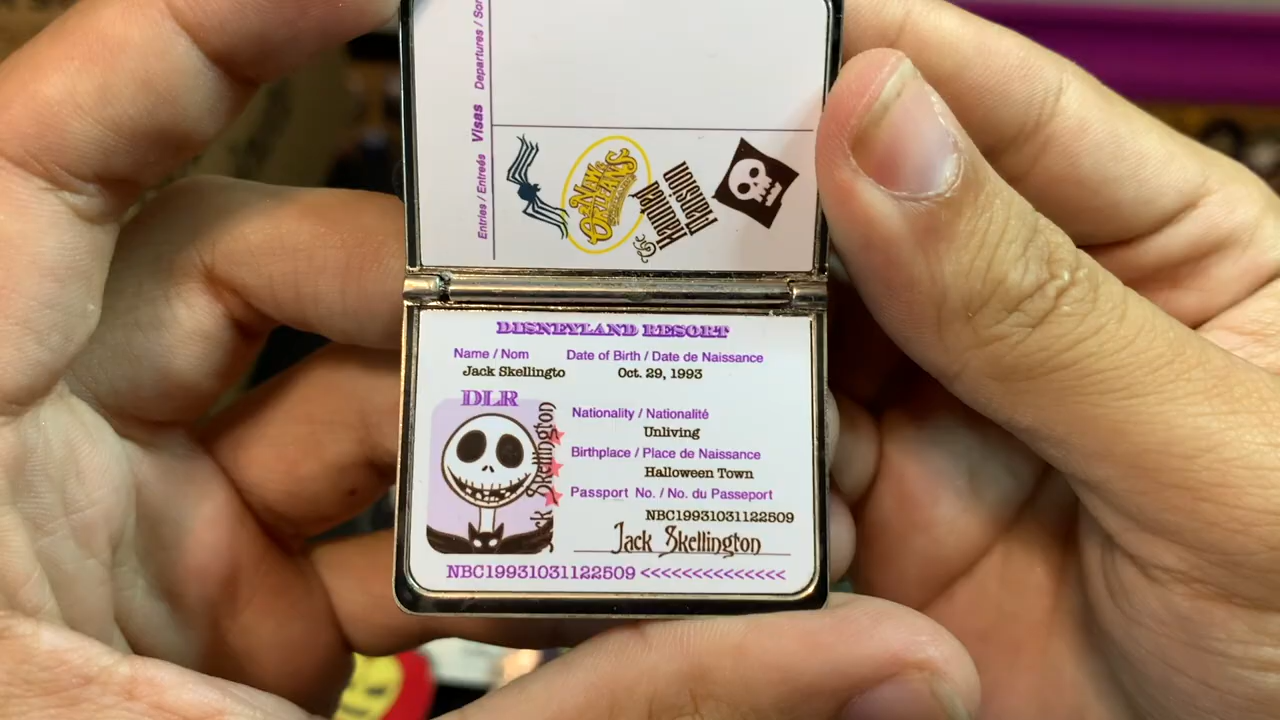 Entries / Entreés Visas Departures / Sor
NEW ORLEANS
The
Haunted
Mansion
DISNEYLAND RESORT
Name / Nom Date of Birth / Date de Naissance
Jack Skellingto Oct. 29, 1993
DLR
Jack Skellington
Nationality / Nationalité
Unliving
Birthplace / Place de Naissance
Halloween Town
Passport No. / No. du Passeport
NBC19931031122509
Jack Skellington
NBC19931031122509 <<<<<<<<<<<<<<